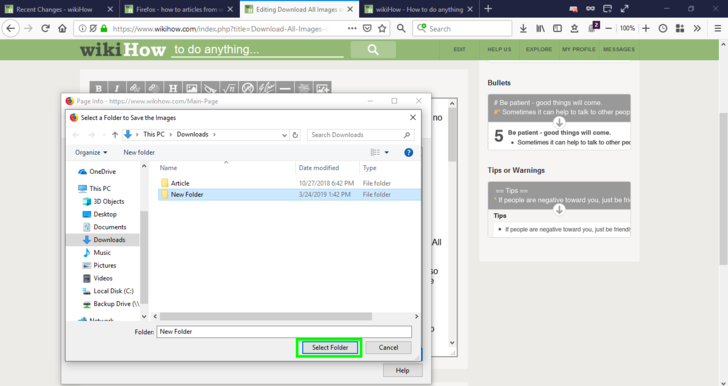 Recent Changes - wikiHow
Firefox - how to articles from w
Editing Download All Images
wikiHow - How to do anything
https://www.wikihow.com/index.php?title=Download-All-Images-
100%
Search
2
wikiHow to do anything...
EDIT
HELP US
EXPLORE
MY PROFILE
MESSAGES
B I
Page Info - https://www.wikihow.com/Main-Page
no
Select a Folder to Save the Images
This PC > Downloads >
Search Downloads
Organize
New folder
?
OneDrive
This PC
3D Objects
Desktop
Documents
Downloads
Music
Pictures
Videos
Local Disk (C:)
Backup Drive (\\
Network
Name
Date modified
Type
Article
10/27/2018 6:42 PM
File folder
New Folder
3/24/2019 1:42 PM
File folder
All
so
Folder:
New Folder
Select Folder
Cancel
Help
Bullets
# Be patient - good things will come.
#* Sometimes it can help to talk to other peop
5 Be patient - good things will come.
• Sometimes it can help to talk to other peo
Tips or Warnings
== Tips ==
* If people are negative toward you, just be frien
Tips
• If people are negative toward you, just be friendl